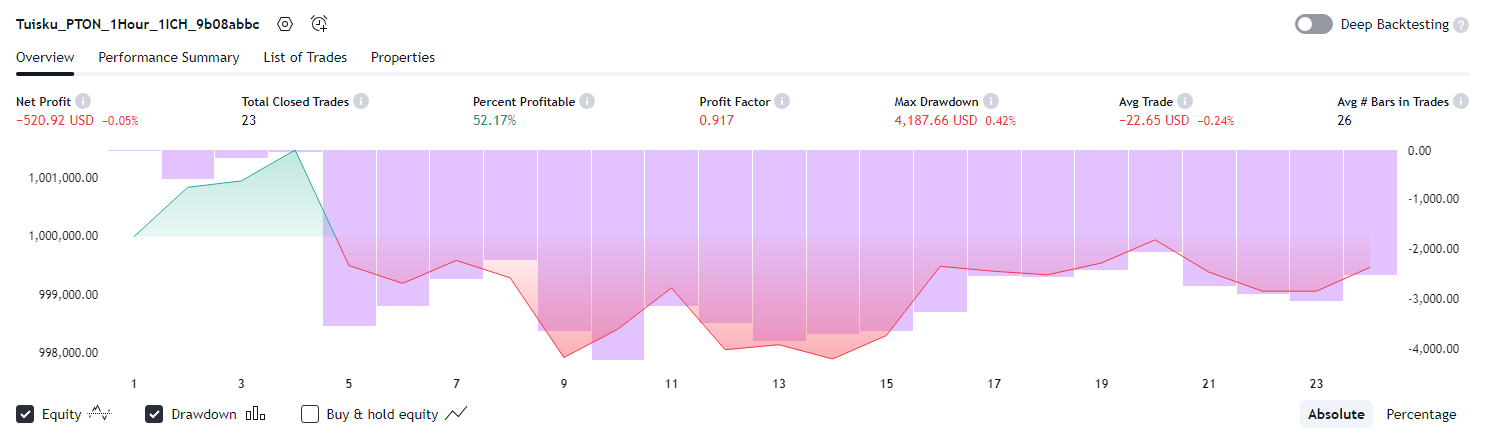 Tuisku_PTON_1Hour_1ICH_9b08abbc
Deep Backtesting ?
Overview Performance Summary List of Trades Properties
Net Profit i Total Closed Trades i Percent Profitable i Profit Factor i Max Drawdown i Avg Trade i Avg # Bars in Trades i
−520.92 USD −0.05% 23 52.17% 0.917 4,187.66 USD 0.42% −22.65 USD −0.24% 26
1,001,000.00
1,000,000.00
999,000.00
998,000.00
0.00
-1,000.00
-2,000.00
-3,000.00
-4,000.00
1 3 5 7 9 11 13 15 17 19 21 23
Equity Drawdown Buy & hold equity Absolute Percentage